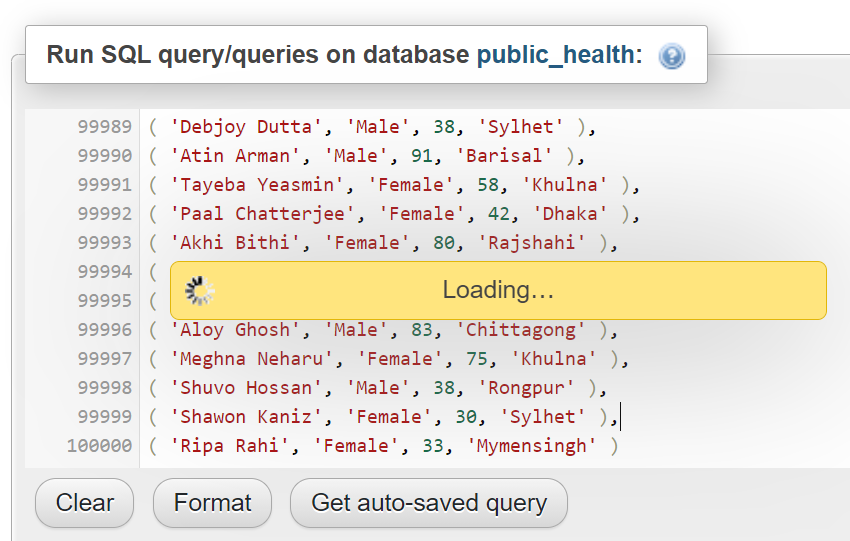 Run SQL query/queries on database public_health:
99989 ( 'Debjoy Dutta', 'Male', 38, 'Sylhet' ),
99990 ( 'Atin Arman', 'Male', 91, 'Barisal' ),
99991 ( 'Tayeba Yeasmin', 'Female', 58, 'Khulna' ),
99992 ( 'Paal Chatterjee', 'Female', 42, 'Dhaka' ),
99993 ( 'Akhi Bithi', 'Female', 80, 'Rajshahi' ),
99994 (
Loading...
99995 (
99996 ( 'Aloy Ghosh', 'Male', 83, 'Chittagong' ),
99997 ( 'Meghna Neharu', 'Female', 75, 'Khulna' ),
99998 ( 'Shuvo Hossan', 'Male', 38, 'Rongpur' ),
99999 ( 'Shawon Kaniz', 'Female', 30, 'Sylhet' ),
100000 ( 'Ripa Rahi', 'Female', 33, 'Mymensingh' )
Clear Format Get auto-saved query